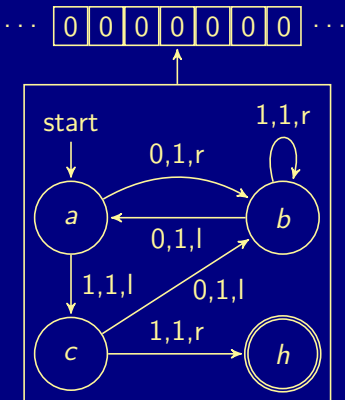 ··· 0 0 0 0 0 0 0 ···
start
1,1,r
0,1,r
a
b
0,1,l
1,1,l
0,1,l
1,1,r
c
h